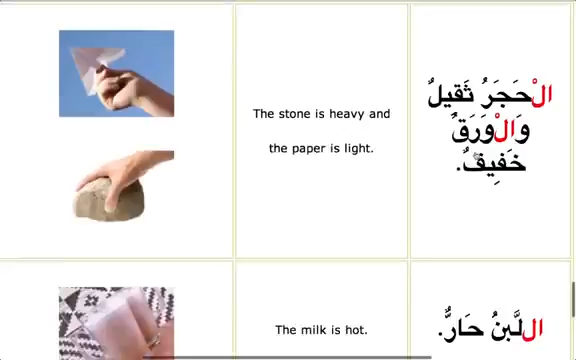 The stone is heavy and
the paper is light.
الْحَجَرُ ثَقِيلٌ
وَالْوَرَقُ
خَفِيفٌ.
The milk is hot.
اللَّبنُ حَارٌّ.